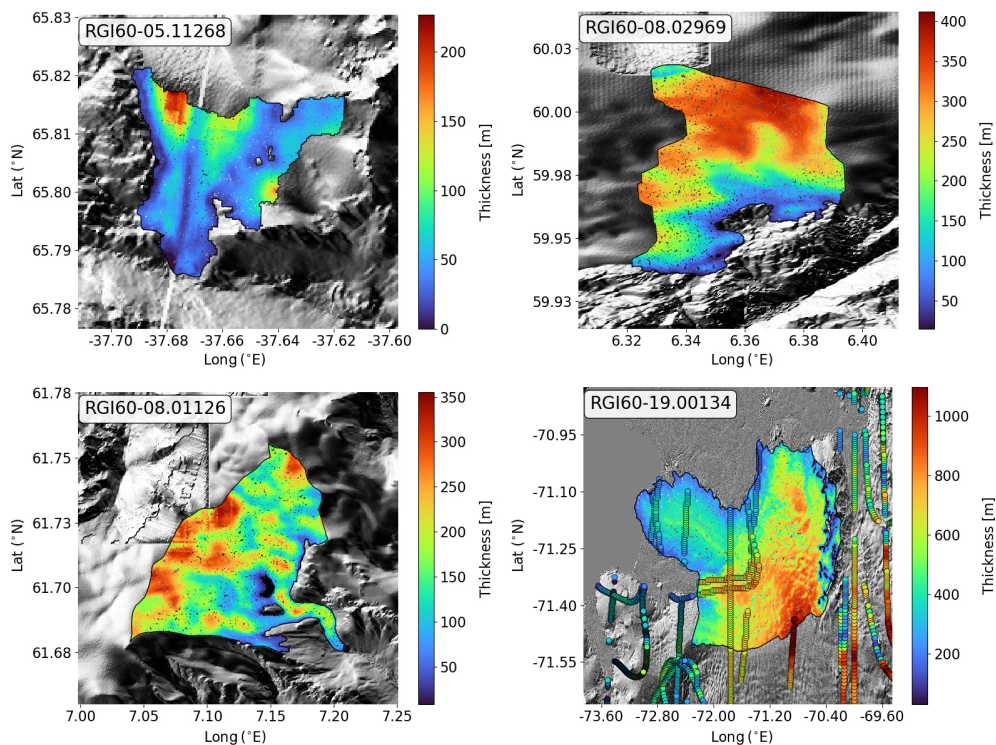 RGI60-05.11268
65.83
65.82
65.81
65.80
65.79
65.78
Lat (°N)
-37.70 -37.68 -37.66 -37.64 -37.62 -37.60
Long (°E)
200
150
100
50
0
Thickness [m]
RGI60-08.02969
60.03
60.00
59.98
59.95
59.93
Lat (°N)
6.32 6.34 6.36 6.38 6.40
Long (°E)
400
350
300
250
200
150
100
50
Thickness [m]
RGI60-08.01126
61.78
61.75
61.73
61.70
61.68
Lat (°N)
7.00 7.05 7.10 7.15 7.20 7.25
Long (°E)
350
300
250
200
150
100
50
Thickness [m]
RGI60-19.00134
-70.95
-71.10
-71.25
-71.40
-71.55
Lat (°N)
-73.60 -72.80 -72.00 -71.20 -70.40 -69.60
Long (°E)
1000
800
600
400
200
Thickness [m]